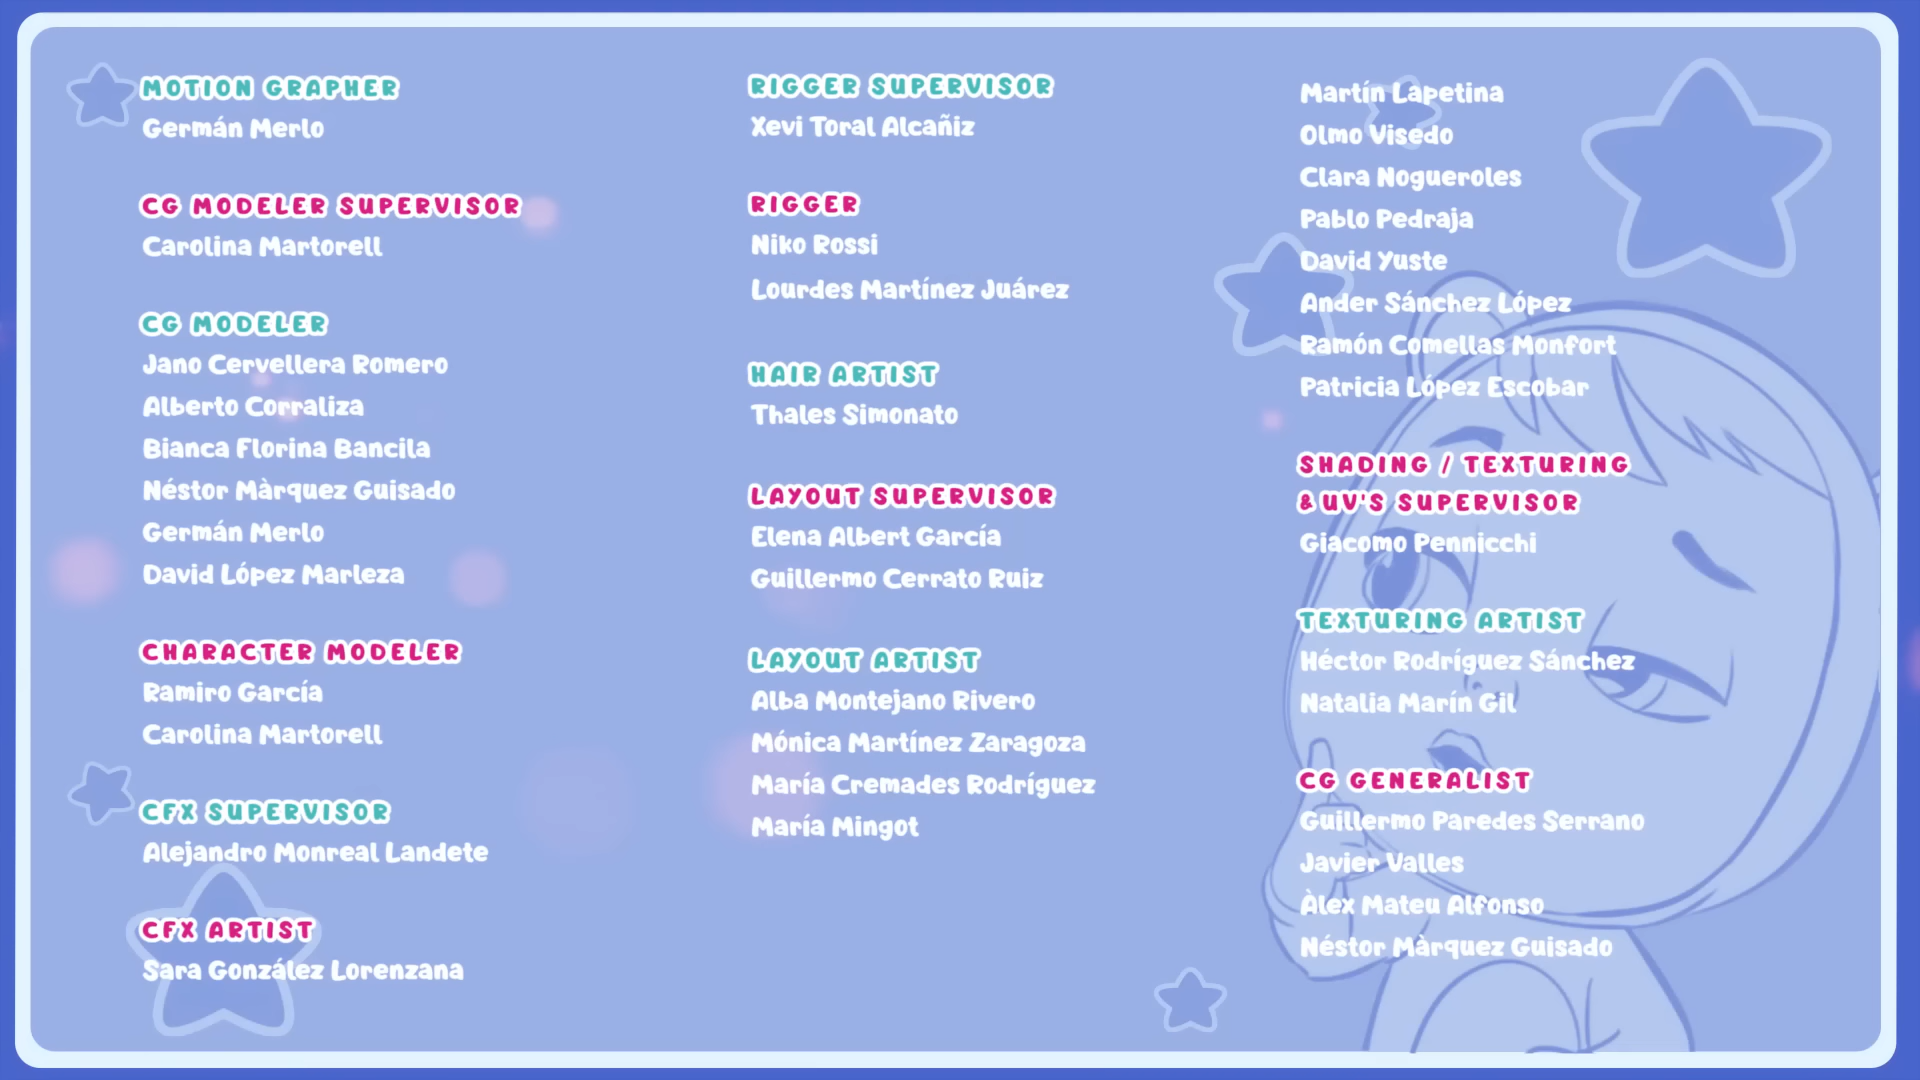 MOTION GRAPHER
Germán Merlo
CG MODELER SUPERVISOR
Carolina Martorell
CG MODELER
Jano Cervellera Romero
Alberto Corraliza
Bianca Florina Bancila
Néstor Màrquez Guisado
Germán Merlo
David López Marleza
CHARACTER MODELER
Ramiro García
Carolina Martorell
CFX SUPERVISOR
Alejandro Monreal Landete
CFX ARTIST
Sara González Lorenzana
RIGGER SUPERVISOR
Xevi Toral Alcañiz
RIGGER
Niko Rossi
Lourdes Martínez Juárez
HAIR ARTIST
Thales Simonato
LAYOUT SUPERVISOR
Elena Albert García
Guillermo Cerrato Ruiz
LAYOUT ARTIST
Alba Montejano Rivero
Mónica Martínez Zaragoza
María Cremades Rodríguez
María Mingot
Martín Lapetina
Olmo Visedo
Clara Nogueroles
Pablo Pedraja
David Yuste
Ander Sánchez López
Ramón Comellas Monfort
Patricia López Escobar
SHADING / TEXTURING
& UV'S SUPERVISOR
Giacomo Pennicchi
TEXTURING ARTIST
Héctor Rodríguez Sánchez
Natalia Marín Gil
CG GENERALIST
Guillermo Paredes Serrano
Javier Valles
Àlex Mateu Alfonso
Néstor Màrquez Guisado